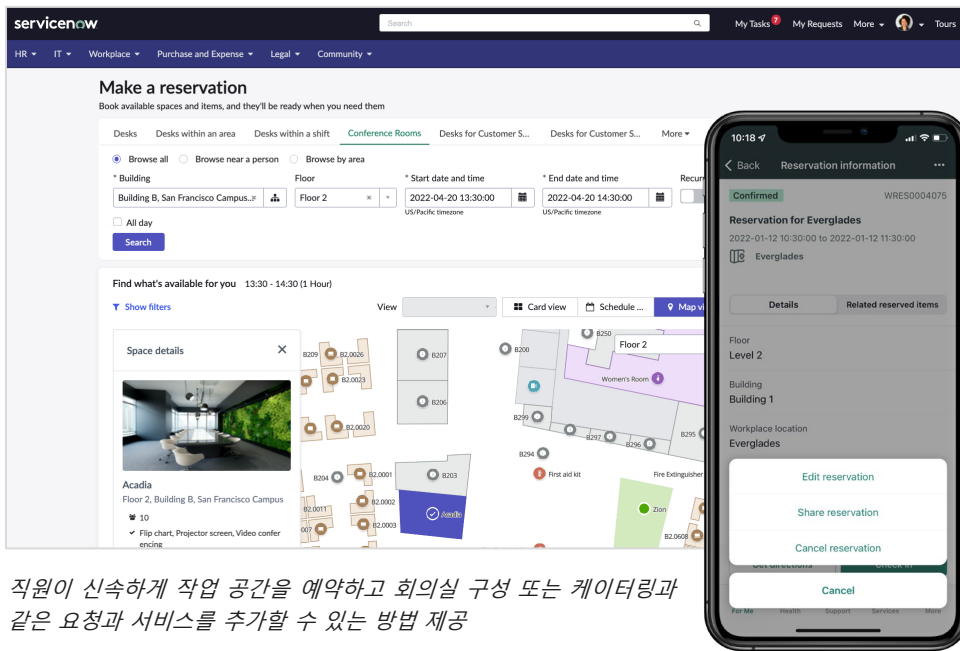 servicenow
Search
My Tasks 7
My Requests
More
Tours
HR
IT
Workplace
Purchase and Expense
Legal
Community
Make a reservation
Book available spaces and items, and they'll be ready when you need them
Desks
Desks within an area
Desks within a shift
Conference Rooms
Desks for Customer S...
Desks for Customer S...
More
Browse all
Browse near a person
Browse by area
* Building
Floor
* Start date and time
* End date and time
Building B, San Francisco Campus..
Floor 2
2022-04-20 13:30:00
2022-04-20 14:30:00
US/Pacific timezone
US/Pacific timezone
All day
Search
Find what's available for you 13:30 - 14:30 (1 Hour)
Show filters
View
Card view
Schedule ...
Space details
Acadia
Floor 2, Building B, San Francisco Campus
10
Flip chart, Projector screen, Video confer
encing
B209
B2.0026
B2.0023
B2.0020
B207
B206
B200
B250
Floor 2
Women's Room
B299
B297
B296
B295
B294
B204
B2.0001
B203
First aid kit
Fire Extinguisher
B2.0011
B2.0002
B2.0003
Acadia
Zion
B2.0608
10:18
Back
Reservation information
...
Confirmed
WRES0004075
Reservation for Everglades
2022-01-12 10:30:00 to 2022-01-12 11:30:00
Everglades
Details
Related reserved items
Floor
Level 2
Building
Building 1
Workplace location
Everglades
Edit reservation
Share reservation
Cancel reservation
Get directions
Check in
Cancel
For Me
Health
Support
Services
More
직원이 신속하게 작업 공간을 예약하고 회의실 구성 또는 케이터링과
같은 요청과 서비스를 추가할 수 있는 방법 제공